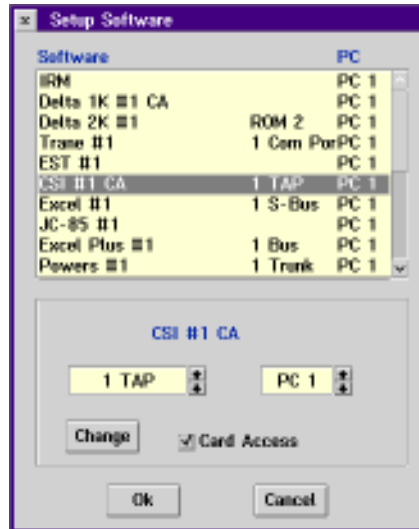 Setup Software
Software PC
IRM PC 1
Delta 1K #1 CA PC 1
Delta 2K #1 ROM 2 PC 1
Trane #1 1 Com PorPC 1
EST #1 PC 1
CSI #1 CA 1 TAP PC 1
Excel #1 1 S-Bus PC 1
JC-85 #1 PC 1
Excel Plus #1 1 Bus PC 1
Powers #1 1 Trunk PC 1
CSI #1 CA
1 TAP PC 1
Change Card Access
Ok Cancel